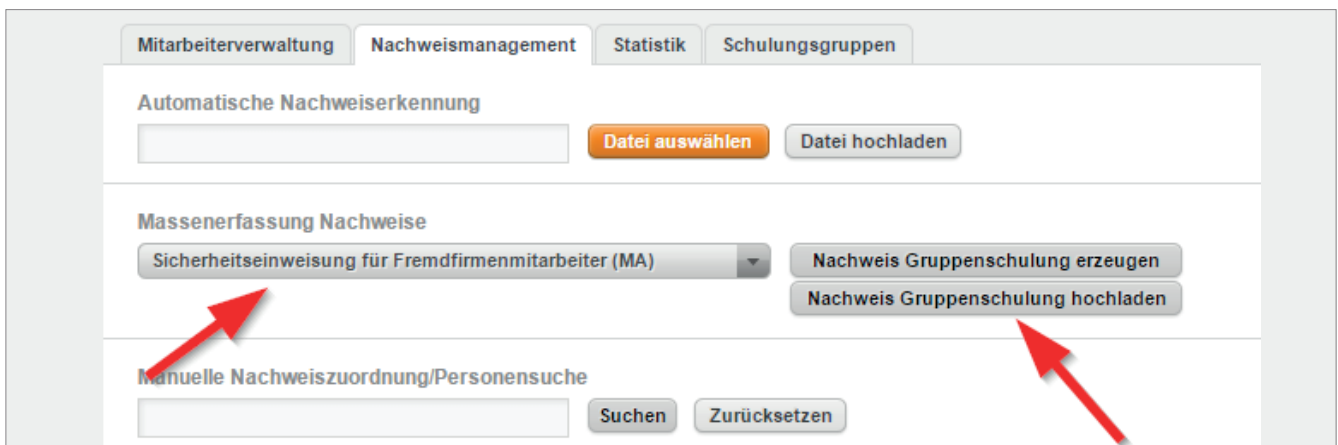 Mitarbeiterverwaltung Nachweismanagement Statistik Schulungsgruppen
Automatische Nachweiserkennung
Datei auswählen Datei hochladen
Massenerfassung Nachweise
Sicherheitseinweisung für Fremdfirmenmitarbeiter (MA) Nachweis Gruppenschulung erzeugen
Nachweis Gruppenschulung hochladen
Manuelle Nachweiszuordnung/Personensuche
Suchen Zurücksetzen